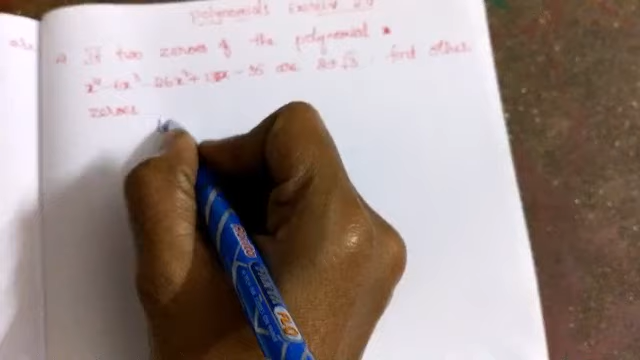 Polynomials Exercise 2.4
If two zeroes of the polynomial
x⁴-6x³-26x²+138x-35 are 2±√3. find other
zeroes